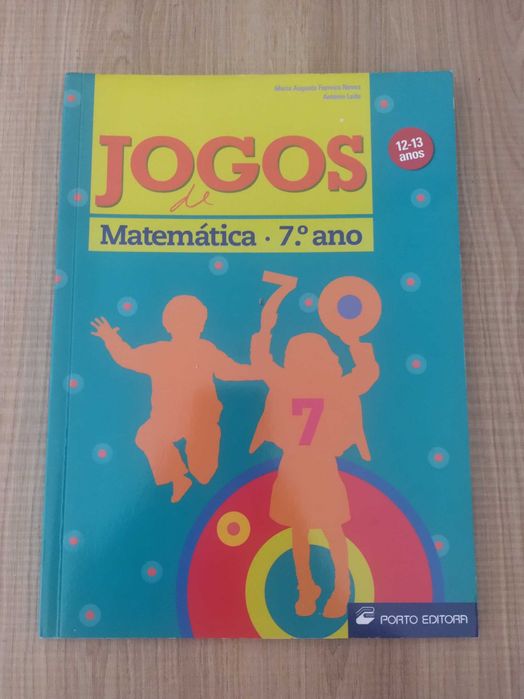 Maria Augusta Ferreira Neves
António Leite
JOGOS
de
Matemática · 7.º ano
12-13
anos
7
7
PORTO EDITORA